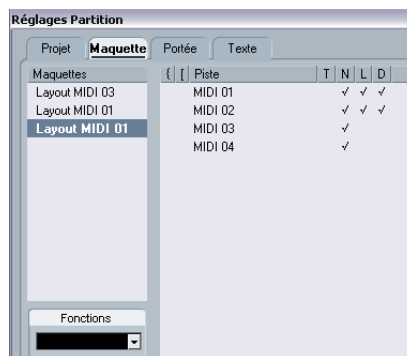 Réglages Partition
Projet Maquette Portée Texte
Maquettes { [ Piste T N L D
Layout MIDI 03 MIDI 01 √ √ √
Layout MIDI 01 MIDI 02 √ √ √
Layout MIDI 01 MIDI 03 √
MIDI 04 √
Fonctions